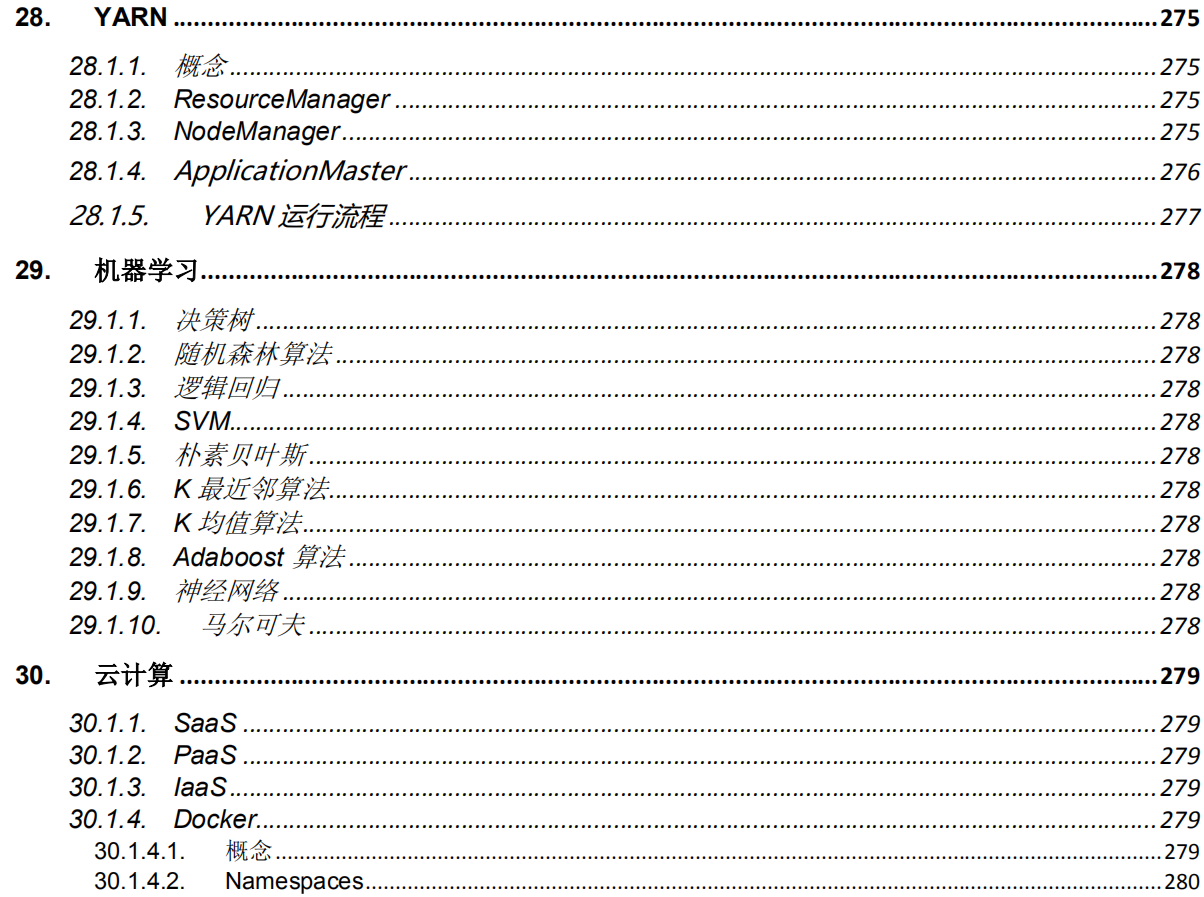 28. YARN ........ 275
28.1.1. 概念 ........ 275
28.1.2. ResourceManager ........ 275
28.1.3. NodeManager ........ 275
28.1.4. ApplicationMaster ........ 276
28.1.5. YARN 运行流程 ........ 277
29. 机器学习 ........ 278
29.1.1. 决策树 ........ 278
29.1.2. 随机森林算法 ........ 278
29.1.3. 逻辑回归 ........ 278
29.1.4. SVM ........ 278
29.1.5. 朴素贝叶斯 ........ 278
29.1.6. K 最近邻算法 ........ 278
29.1.7. K 均值算法 ........ 278
29.1.8. Adaboost 算法 ........ 278
29.1.9. 神经网络 ........ 278
29.1.10. 马尔可夫 ........ 278
30. 云计算 ........ 279
30.1.1. SaaS ........ 279
30.1.2. PaaS ........ 279
30.1.3. IaaS ........ 279
30.1.4. Docker ........ 279
30.1.4.1. 概念 ........ 279
30.1.4.2. Namespaces ........ 280